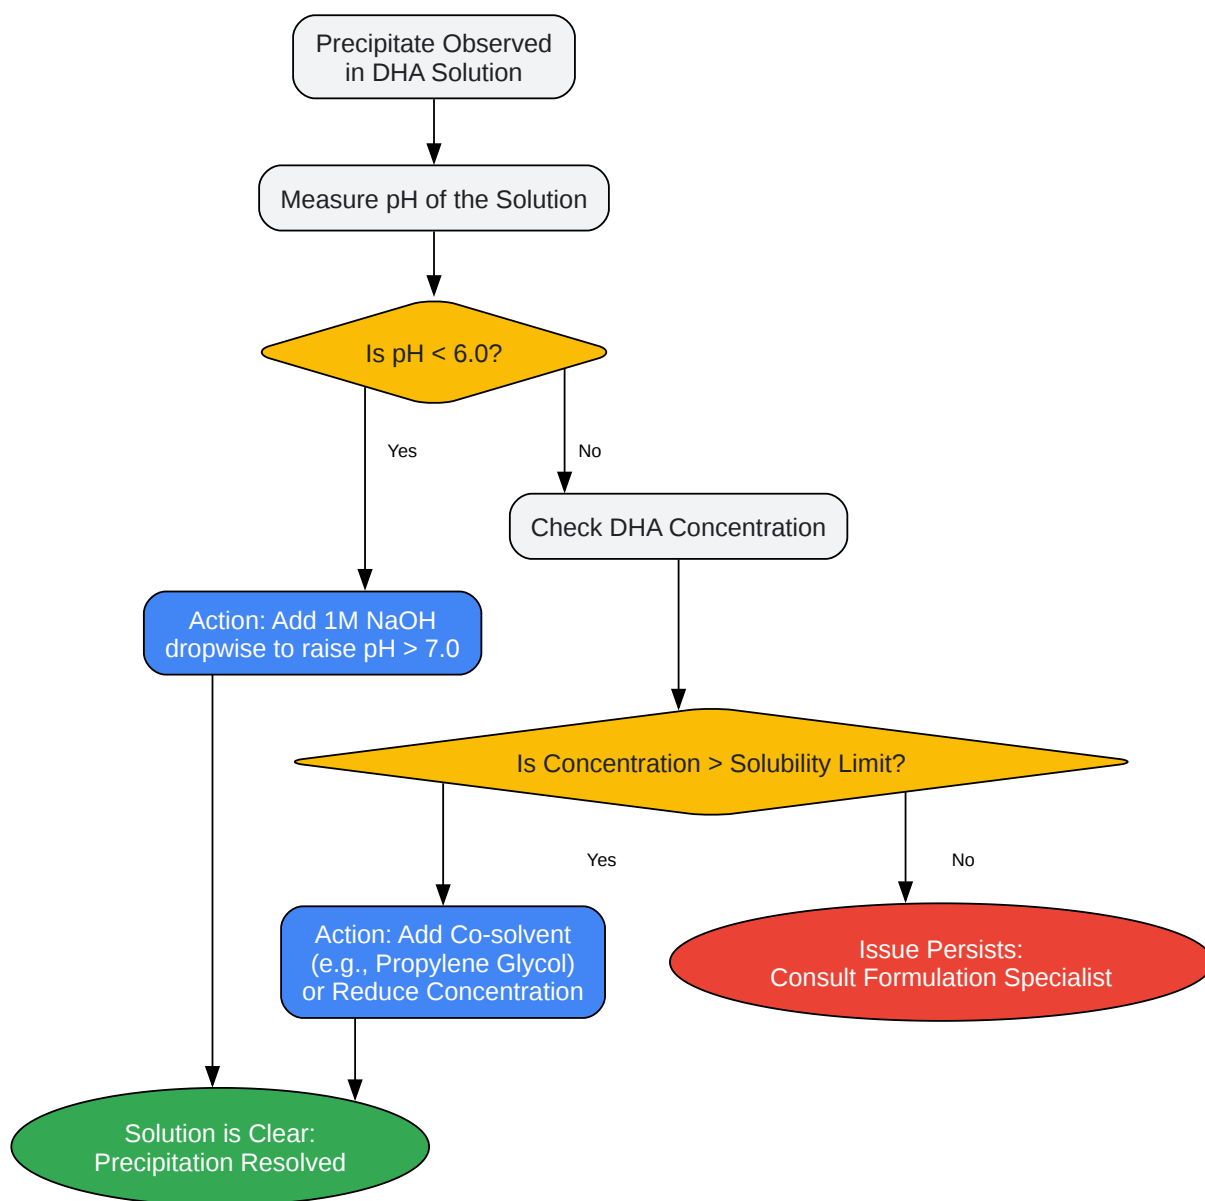 Precipitate Observed
in DHA Solution
Measure pH of the Solution
Is pH < 6.0?
Yes
No
Check DHA Concentration
Action: Add 1M NaOH
dropwise to raise pH > 7.0
Is Concentration > Solubility Limit?
Yes
No
Action: Add Co-solvent
(e.g., Propylene Glycol)
or Reduce Concentration
Issue Persists:
Consult Formulation Specialist
Solution is Clear:
Precipitation Resolved